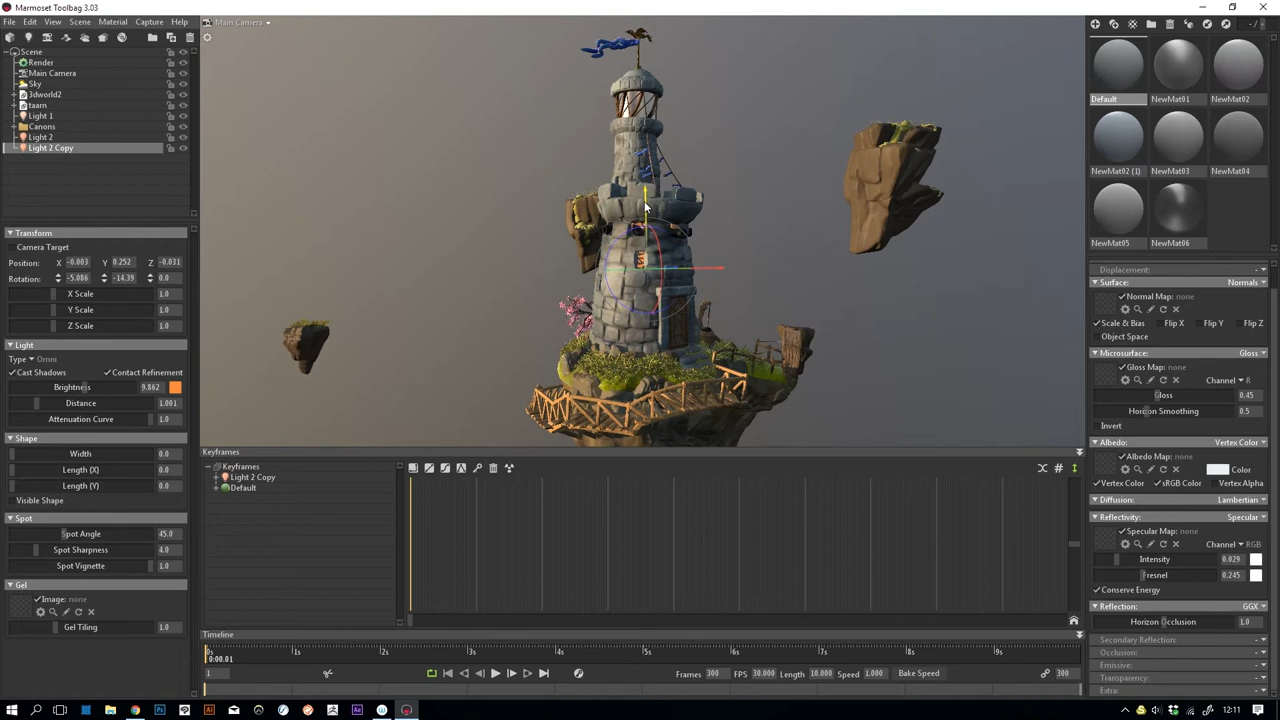 Marmoset Toolbag 3.03
File Edit View Scene Material Capture Help
Main Camera
- /
Scene
Render
Main Camera
Sky
3dworld2
taarn
Light 1
Canons
Light 2
Light 2 Copy
Default NewMat01 NewMat02
NewMat02 (1) NewMat03 NewMat04
NewMat05 NewMat06
Transform
Camera Target
Position: X -0.003 Y 0.252 Z -0.031
Rotation: -5.086 -14.39 0.0
X Scale 1.0
Y Scale 1.0
Z Scale 1.0
Light
Type Omni
Cast Shadows Contact Refinement
Brightness 9.862
Distance 1.001
Attenuation Curve 1.0
Shape
Width 0.0
Length (X) 0.0
Length (Y) 0.0
Visible Shape
Spot
Spot Angle 45.0
Spot Sharpness 4.0
Spot Vignette 1.0
Gel
Image: none
Gel Tiling 1.0
Displacement: -
Surface: Normals
Normal Map: none
Scale & Bias Flip X Flip Y Flip Z
Object Space
Microsurface: Gloss
Gloss Map: none
Channel R
Gloss 0.45
Horizon Smoothing 0.5
Invert
Albedo: Vertex Color
Albedo Map: none
Color
Vertex Color sRGB Color Vertex Alpha
Diffusion: Lambertian
Reflectivity: Specular
Specular Map: none
Channel RGB
Intensity 0.029
Fresnel 0.245
Conserve Energy
Reflection: GGX
Horizon Occlusion 1.0
Secondary Reflection: -
Occlusion: -
Emissive: -
Transparency: -
Extra: -
Keyframes
Keyframes
Light 2 Copy
Default
Timeline
0s 1s 2s 3s 4s 5s 6s 7s 8s 9s
0:00.01
1 Frames 300 FPS 30.000 Length 10.000 Speed 1.000 Bake Speed 300
12:11